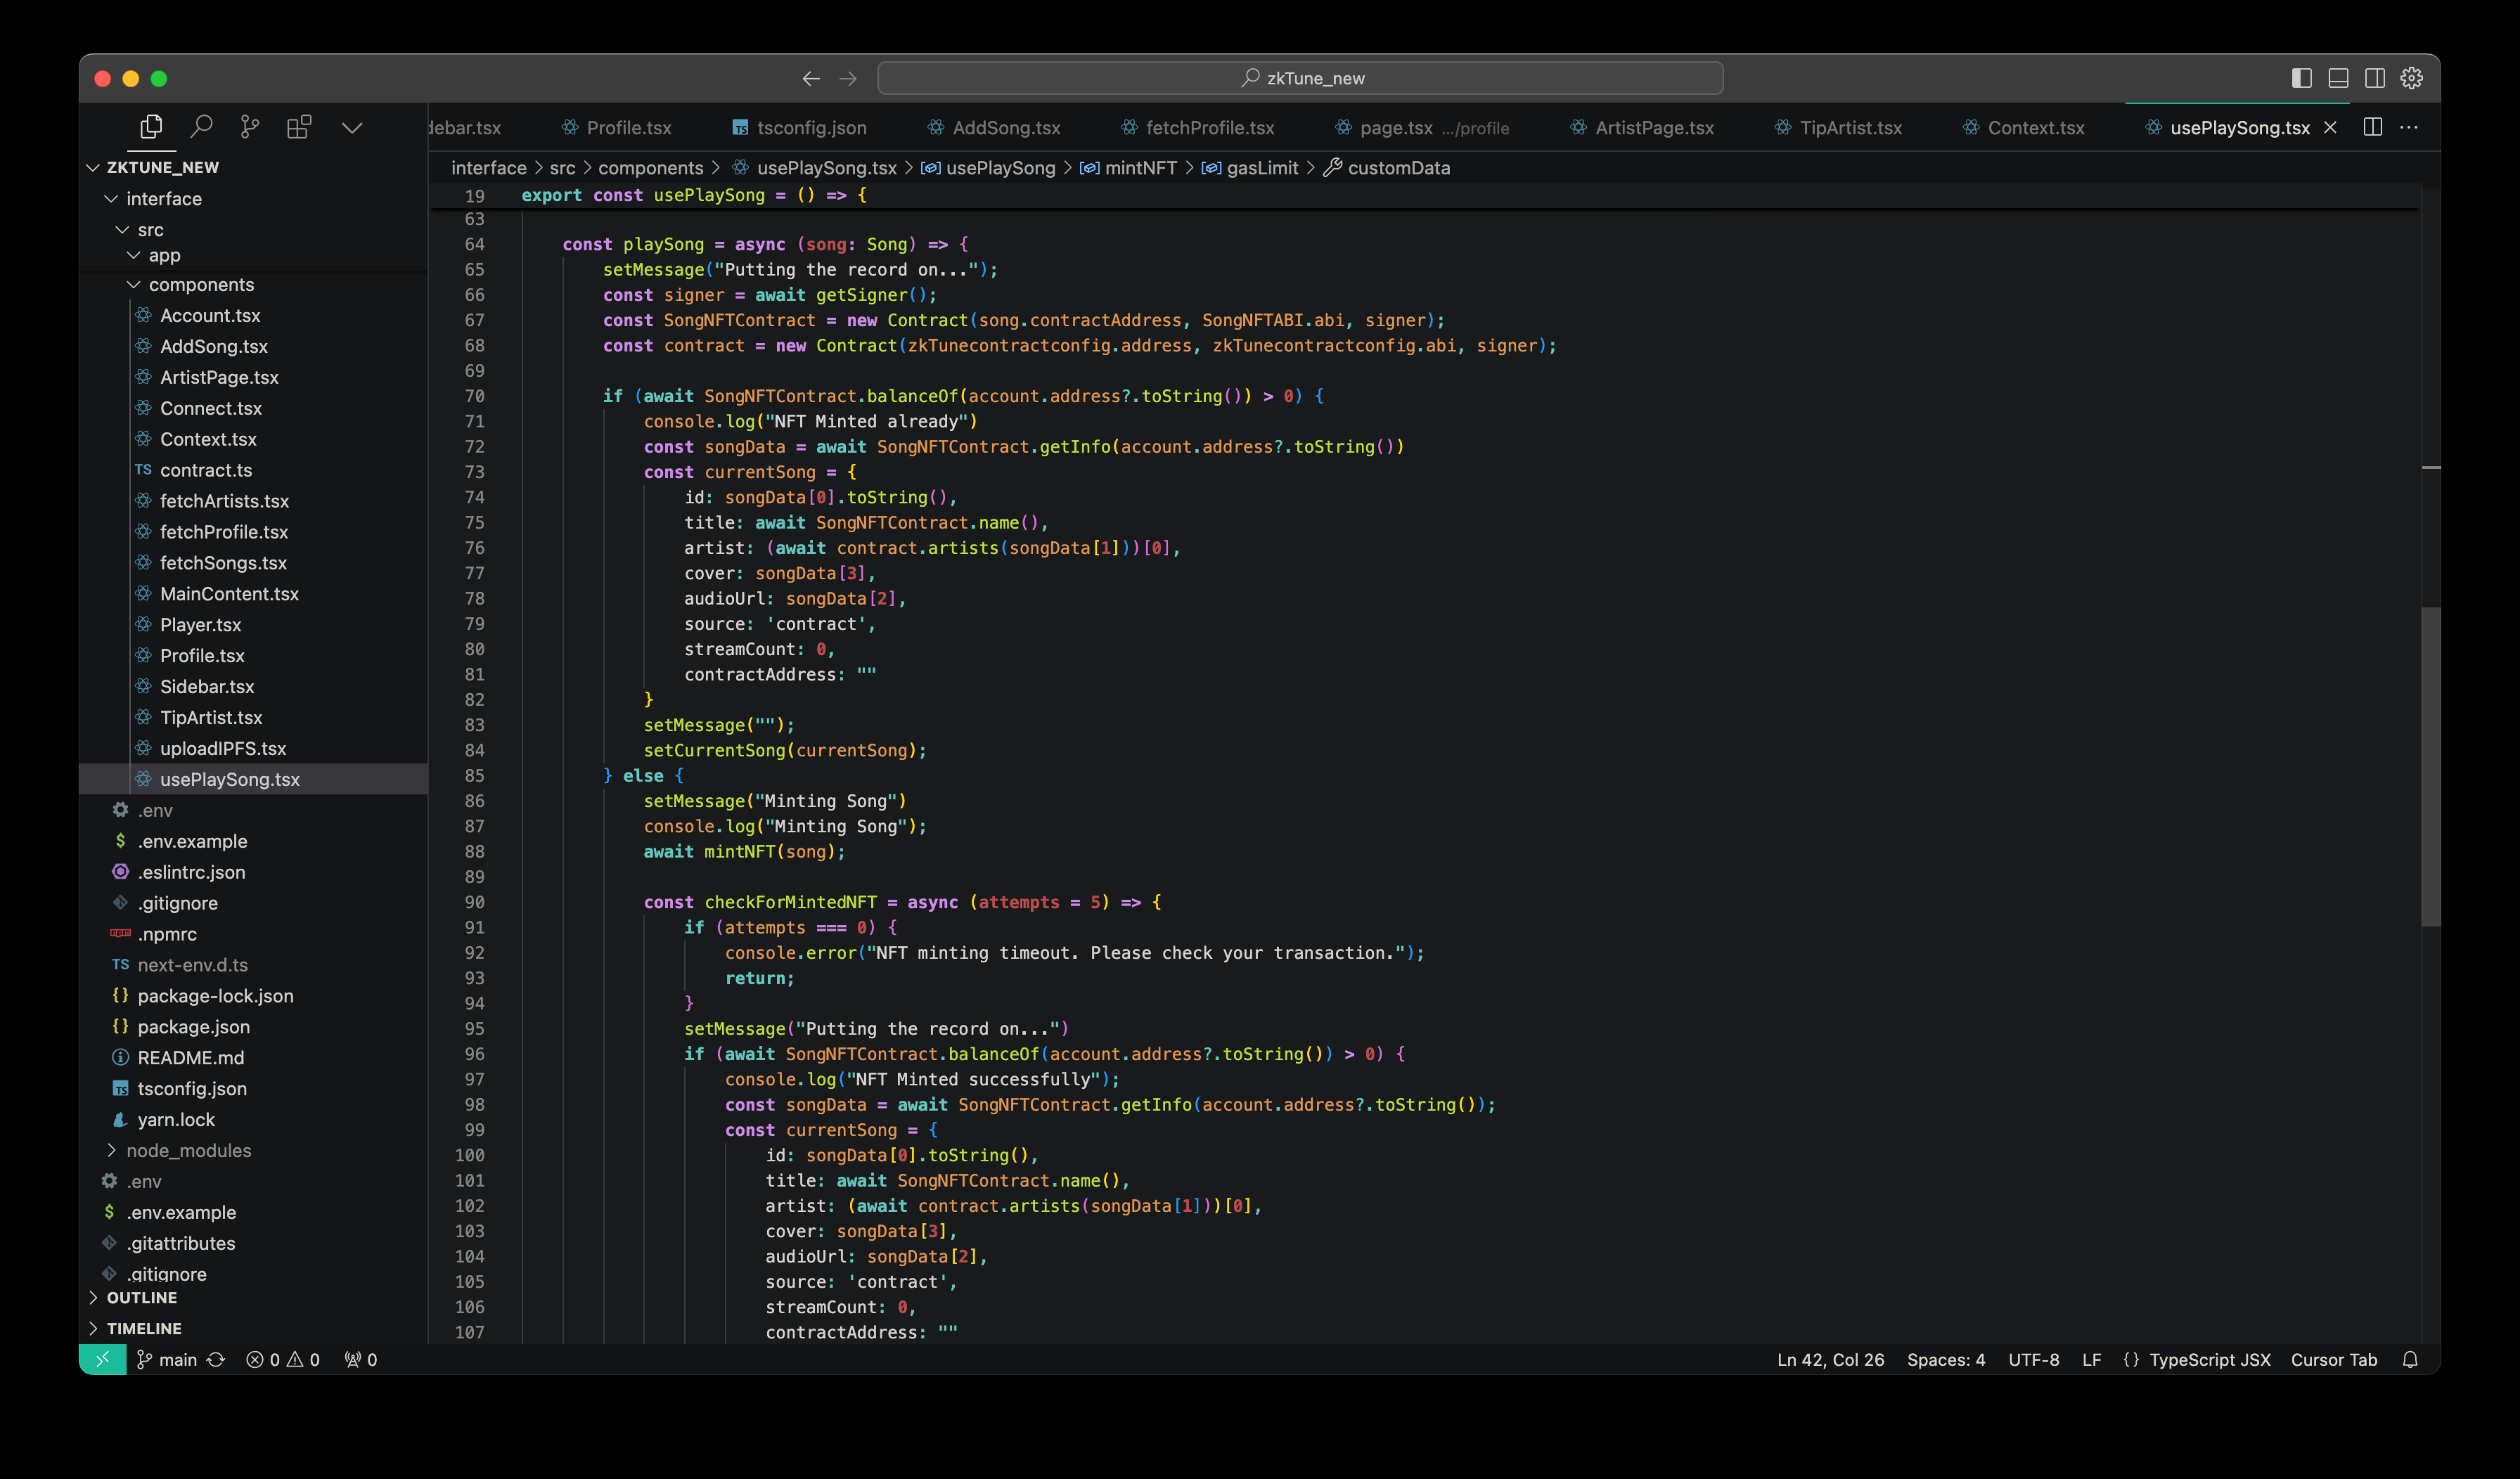 zkTune_new
debar.tsx Profile.tsx TS tsconfig.json AddSong.tsx fetchProfile.tsx page.tsx .../profile ArtistPage.tsx TipArtist.tsx Context.tsx usePlaySong.tsx
interface > src > components > usePlaySong.tsx > usePlaySong > mintNFT > gasLimit > customData
ZKTUNE_NEW
interface
src
app
components
Account.tsx
AddSong.tsx
ArtistPage.tsx
Connect.tsx
Context.tsx
TS contract.ts
fetchArtists.tsx
fetchProfile.tsx
fetchSongs.tsx
MainContent.tsx
Player.tsx
Profile.tsx
Sidebar.tsx
TipArtist.tsx
uploadIPFS.tsx
usePlaySong.tsx
.env
$ .env.example
.eslintrc.json
.gitignore
.npmrc
TS next-env.d.ts
{} package-lock.json
{} package.json
README.md
TS tsconfig.json
yarn.lock
node_modules
.env
$ .env.example
.gitattributes
.gitignore
OUTLINE
TIMELINE
19 export const usePlaySong = () => {
63
64 const playSong = async (song: Song) => {
65 setMessage("Putting the record on...");
66 const signer = await getSigner();
67 const SongNFTContract = new Contract(song.contractAddress, SongNFTABI.abi, signer);
68 const contract = new Contract(zkTunecontractconfig.address, zkTunecontractconfig.abi, signer);
69
70 if (await SongNFTContract.balanceOf(account.address?.toString()) > 0) {
71 console.log("NFT Minted already")
72 const songData = await SongNFTContract.getInfo(account.address?.toString())
73 const currentSong = {
74 id: songData[0].toString(),
75 title: await SongNFTContract.name(),
76 artist: (await contract.artists(songData[1]))[0],
77 cover: songData[3],
78 audioUrl: songData[2],
79 source: 'contract',
80 streamCount: 0,
81 contractAddress: ""
82 }
83 setMessage("");
84 setCurrentSong(currentSong);
85 } else {
86 setMessage("Minting Song")
87 console.log("Minting Song");
88 await mintNFT(song);
89
90 const checkForMintedNFT = async (attempts = 5) => {
91 if (attempts === 0) {
92 console.error("NFT minting timeout. Please check your transaction.");
93 return;
94 }
95 setMessage("Putting the record on...")
96 if (await SongNFTContract.balanceOf(account.address?.toString()) > 0) {
97 console.log("NFT Minted successfully");
98 const songData = await SongNFTContract.getInfo(account.address?.toString());
99 const currentSong = {
100 id: songData[0].toString(),
101 title: await SongNFTContract.name(),
102 artist: (await contract.artists(songData[1]))[0],
103 cover: songData[3],
104 audioUrl: songData[2],
105 source: 'contract',
106 streamCount: 0,
107 contractAddress: ""
main 0 0 0 Ln 42, Col 26 Spaces: 4 UTF-8 LF {} TypeScript JSX Cursor Tab